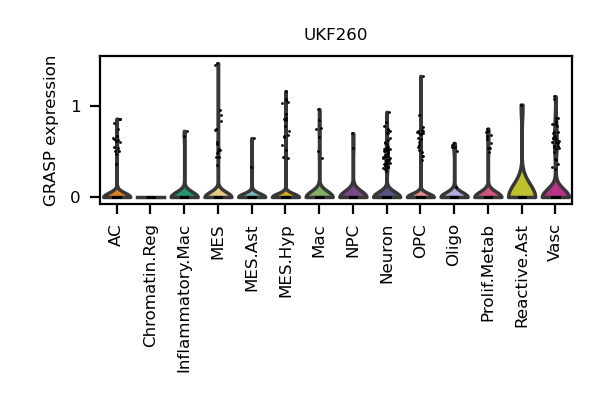 UKF260
GRASP expression
1
0
AC
Chromatin.Reg
Inflammatory.Mac
MES
MES.Ast
MES.Hyp
Mac
NPC
Neuron
OPC
Oligo
Prolif.Metab
Reactive.Ast
Vasc